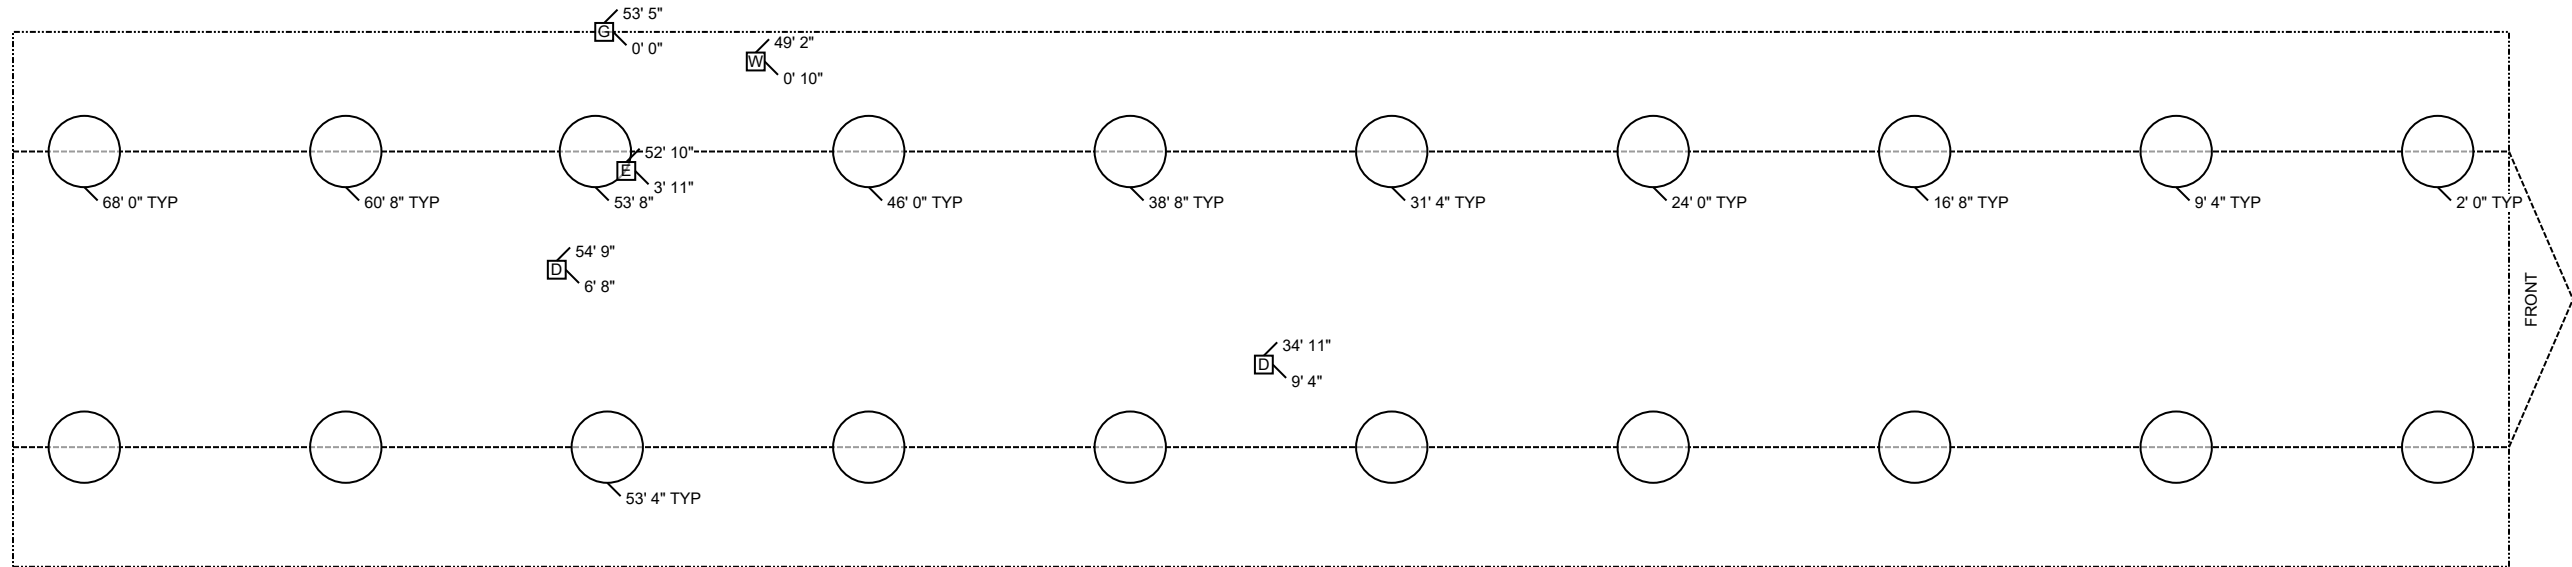 53' 5"
G
0' 0"
49' 2"
W
0' 10"
52' 10"
E
3' 11"
68' 0" TYP
60' 8" TYP
53' 8"
46' 0" TYP
38' 8" TYP
31' 4" TYP
24' 0" TYP
16' 8" TYP
9' 4" TYP
2' 0" TYP
54' 9"
D
6' 8"
FRONT
34' 11"
D
9' 4"
53' 4" TYP